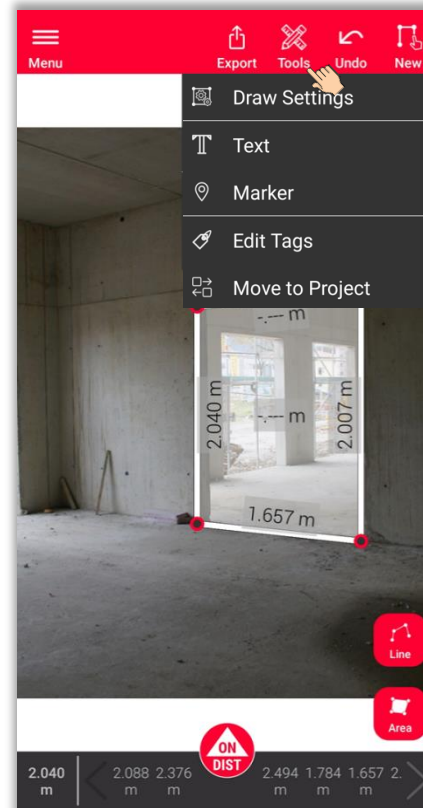 Menu
Export
Tools
Undo
New
Draw Settings
Text
Marker
Edit Tags
Move to Project
-.--- m
2.040 m
-.--- m
2.007 m
1.657 m
Line
Area
ON
DIST
2.040 m
2.088 m
2.376 m
2.494 m
1.784 m
1.657 m
2.